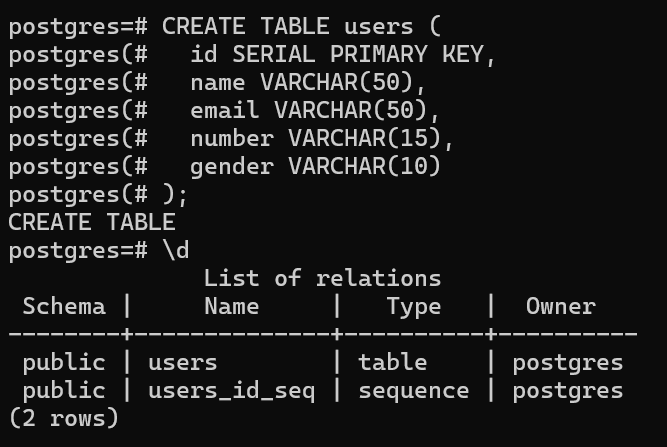 postgres=# CREATE TABLE users (
postgres(#   id SERIAL PRIMARY KEY,
postgres(#   name VARCHAR(50),
postgres(#   email VARCHAR(50),
postgres(#   number VARCHAR(15),
postgres(#   gender VARCHAR(10)
postgres(# );
CREATE TABLE
postgres=# \d
              List of relations
 Schema |     Name     |   Type   |  Owner
--------+--------------+----------+----------
 public | users        | table    | postgres
 public | users_id_seq | sequence | postgres
(2 rows)